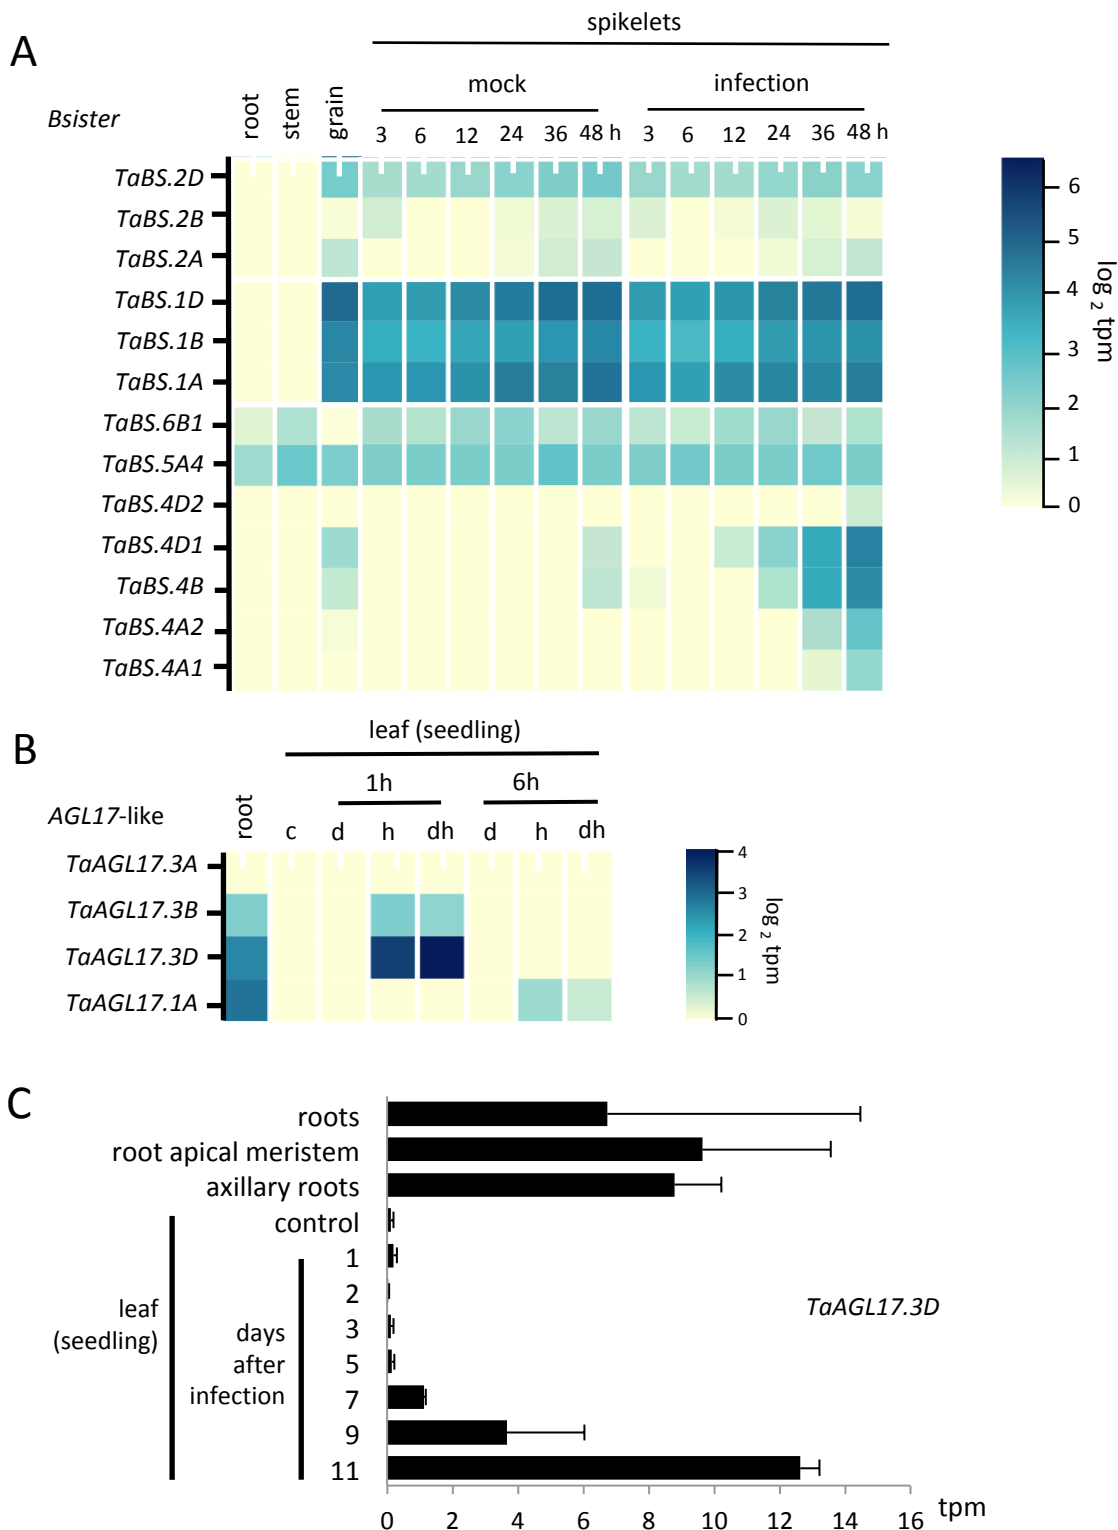 A
spikelets
mock
infection
Bsister
root
stem
grain
3 6 12 24 36 48 h 3 6 12 24 36 48 h
TaBS.2D
TaBS.2B
TaBS.2A
TaBS.1D
TaBS.1B
TaBS.1A
TaBS.6B1
TaBS.5A4
TaBS.4D2
TaBS.4D1
TaBS.4B
TaBS.4A2
TaBS.4A1
6
5
4
3
2
1
0
log 2 tpm
B
leaf (seedling)
1h 6h
AGL17-like
root
c d h dh d h dh
TaAGL17.3A
TaAGL17.3B
TaAGL17.3D
TaAGL17.1A
4
3
2
1
0
log 2 tpm
C
roots
root apical meristem
axillary roots
control
1
2
3
5
7
9
11
leaf
(seedling)
days
after
infection
TaAGL17.3D
0 2 4 6 8 10 12 14 16 tpm